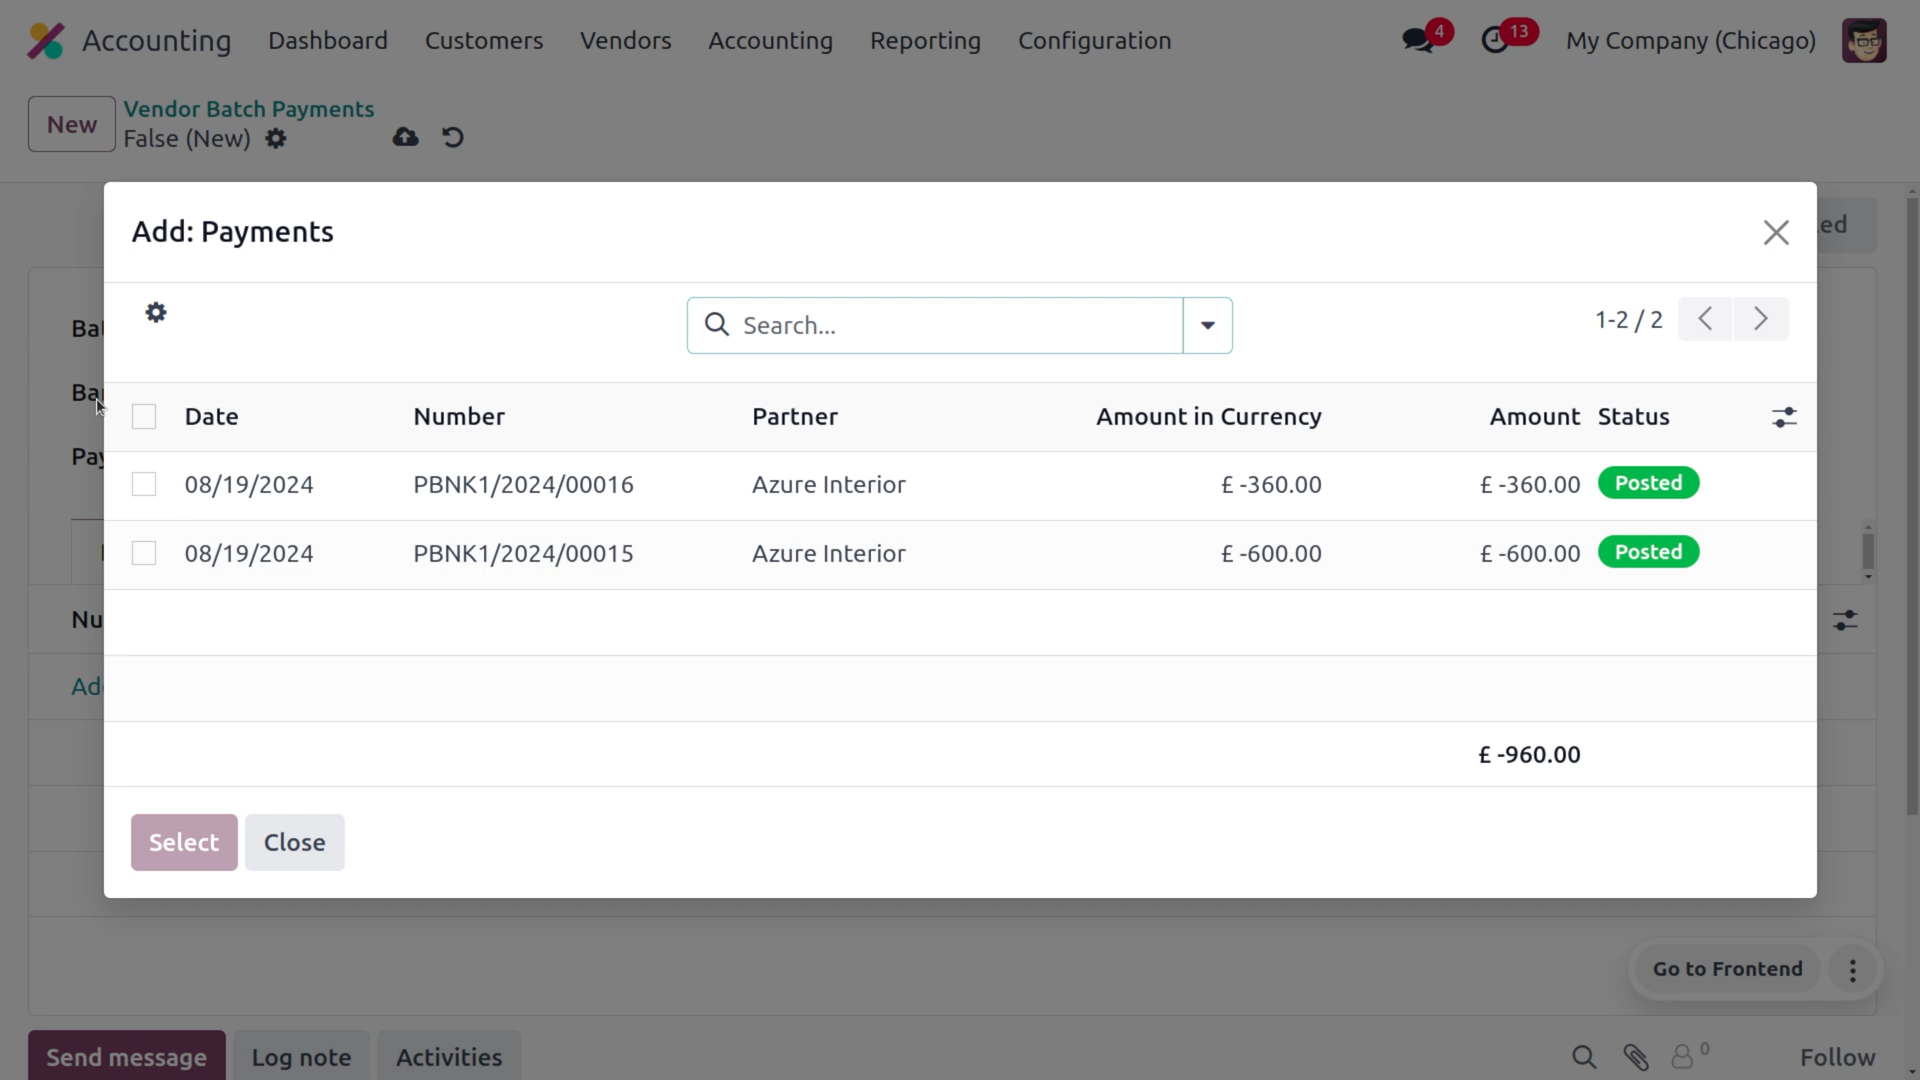 Accounting Dashboard Customers Vendors Accounting Reporting Configuration 4 13 My Company (Chicago)
New Vendor Batch Payments
False (New)
Add: Payments
Search... 1-2 / 2
Date Number Partner Amount in Currency Amount Status
08/19/2024 PBNK1/2024/00016 Azure Interior £ -360.00 £ -360.00 Posted
08/19/2024 PBNK1/2024/00015 Azure Interior £ -600.00 £ -600.00 Posted
£ -960.00
Select Close
Go to Frontend
Send message Log note Activities 0 Follow